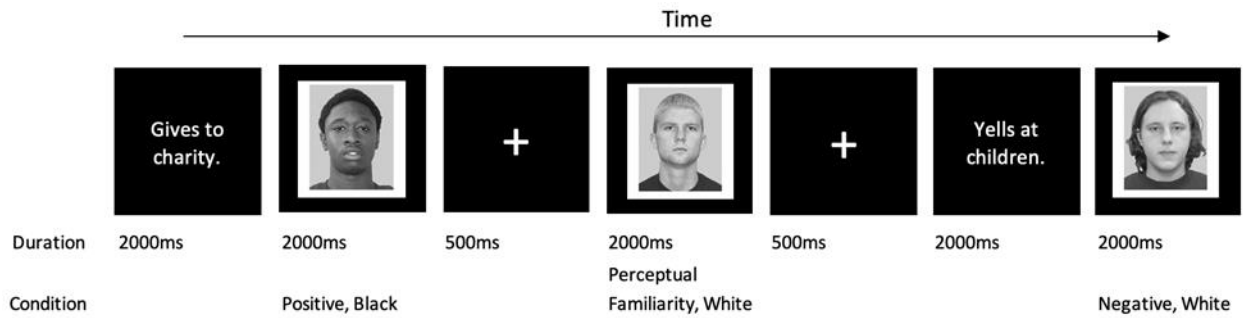 Time
Gives to
charity.
+
+
Yells at
children.
Duration 2000ms 2000ms 500ms 2000ms 500ms 2000ms 2000ms
Perceptual
Condition Positive, Black Familiarity, White Negative, White